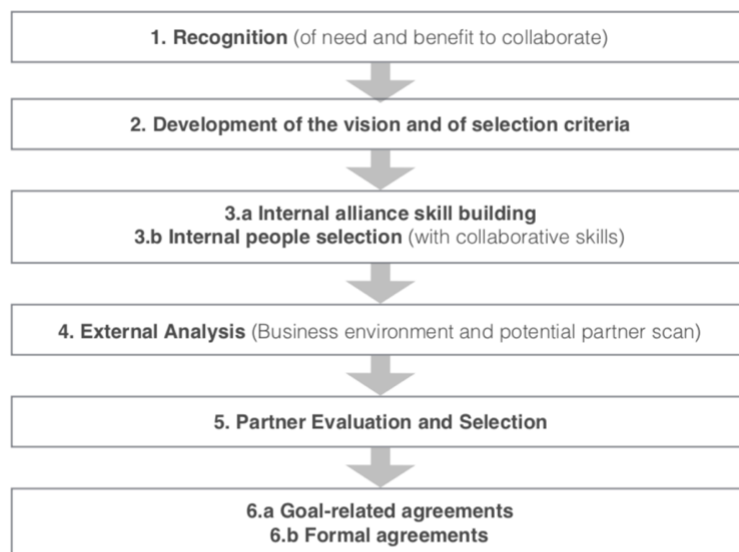 1. Recognition (of need and benefit to collaborate)
2. Development of the vision and of selection criteria
3.a Internal alliance skill building
3.b Internal people selection (with collaborative skills)
4. External Analysis (Business environment and potential partner scan)
5. Partner Evaluation and Selection
6.a Goal-related agreements
6.b Formal agreements